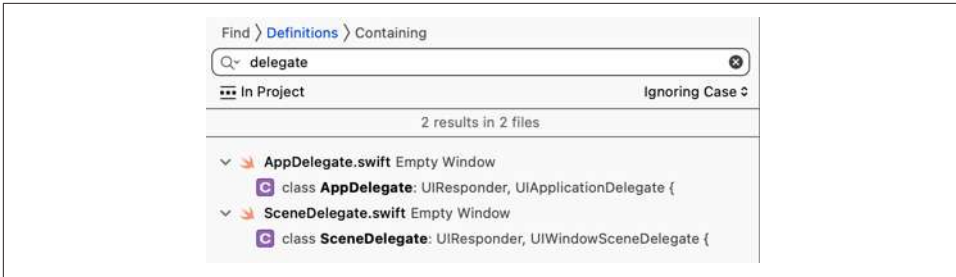 Find 〉 Definitions 〉 Containing
delegate
In Project Ignoring Case
2 results in 2 files
AppDelegate.swift Empty Window
C class AppDelegate: UIResponder, UIApplicationDelegate {
SceneDelegate.swift Empty Window
C class SceneDelegate: UIResponder, UIWindowSceneDelegate {